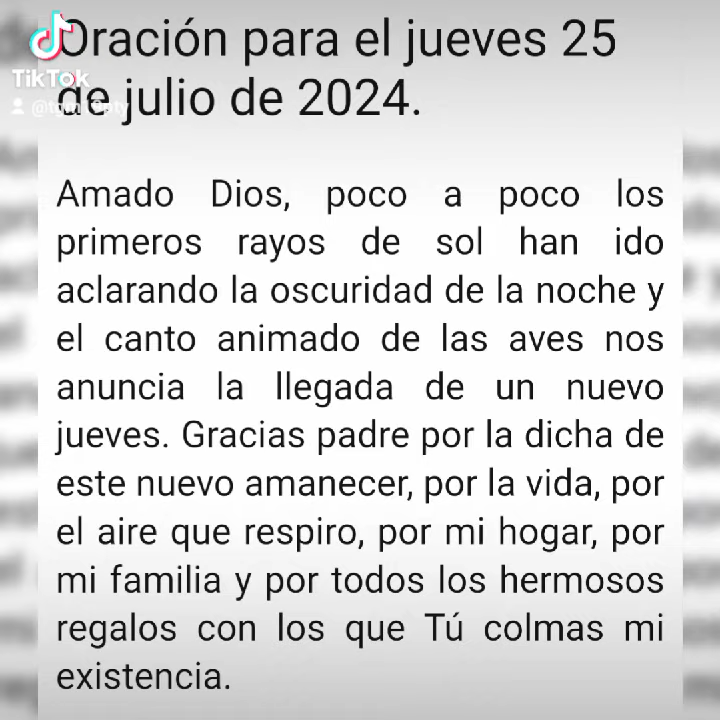 Oración para el jueves 25
TikTok
de julio de 2024.
Amado Dios, poco a poco los
primeros rayos de sol han ido
aclarando la oscuridad de la noche y
el canto animado de las aves nos
anuncia la llegada de un nuevo
jueves. Gracias padre por la dicha de
este nuevo amanecer, por la vida, por
el aire que respiro, por mi hogar, por
mi familia y por todos los hermosos
regalos con los que Tú colmas mi
existencia.